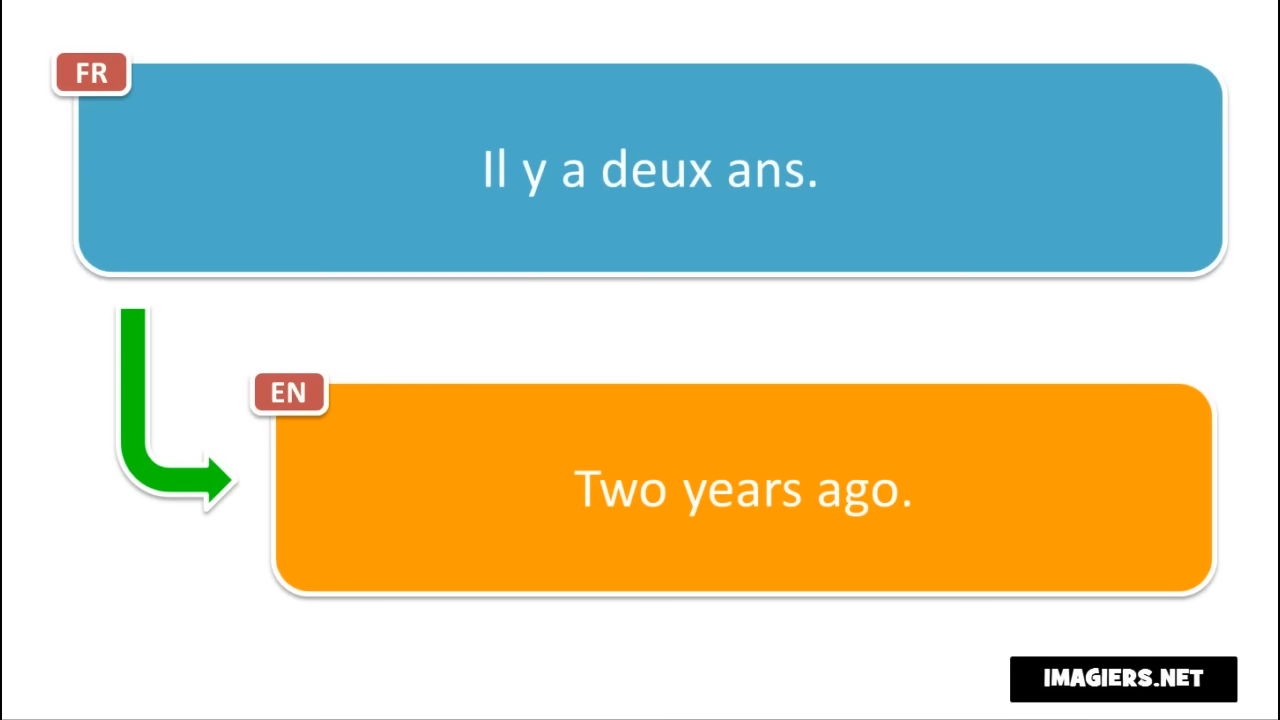 FR
Il y a deux ans.
EN
Two years ago.
IMAGIERS.NET